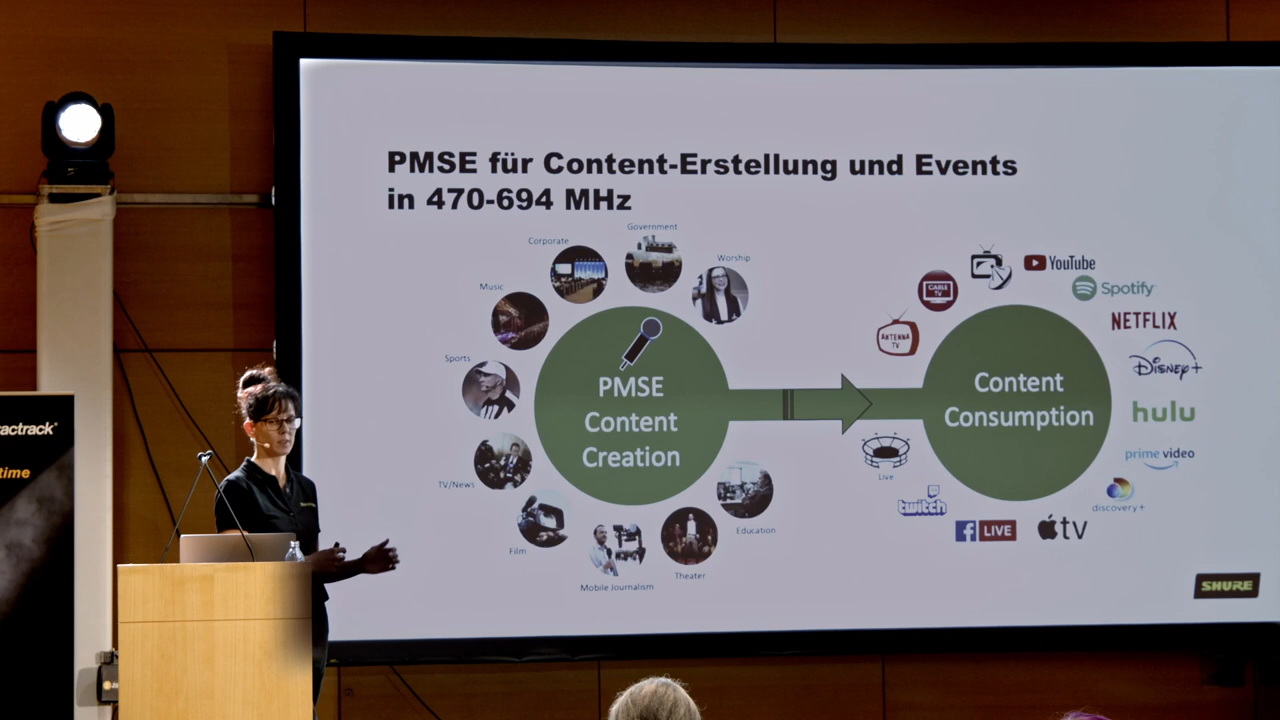 PMSE für Content-Erstellung und Events
in 470-694 MHz
Government
Corporate
Worship
Music
Sports
TV/News
Film
Mobile Journalism
Theater
Education
PMSE
Content
Creation
Content
Consumption
CABLE
TV
ANTENNA
TV
YouTube
Spotify
NETFLIX
Disney+
hulu
prime video
discovery+
tv
f LIVE
twitch
Live
SHURE
actrack
time